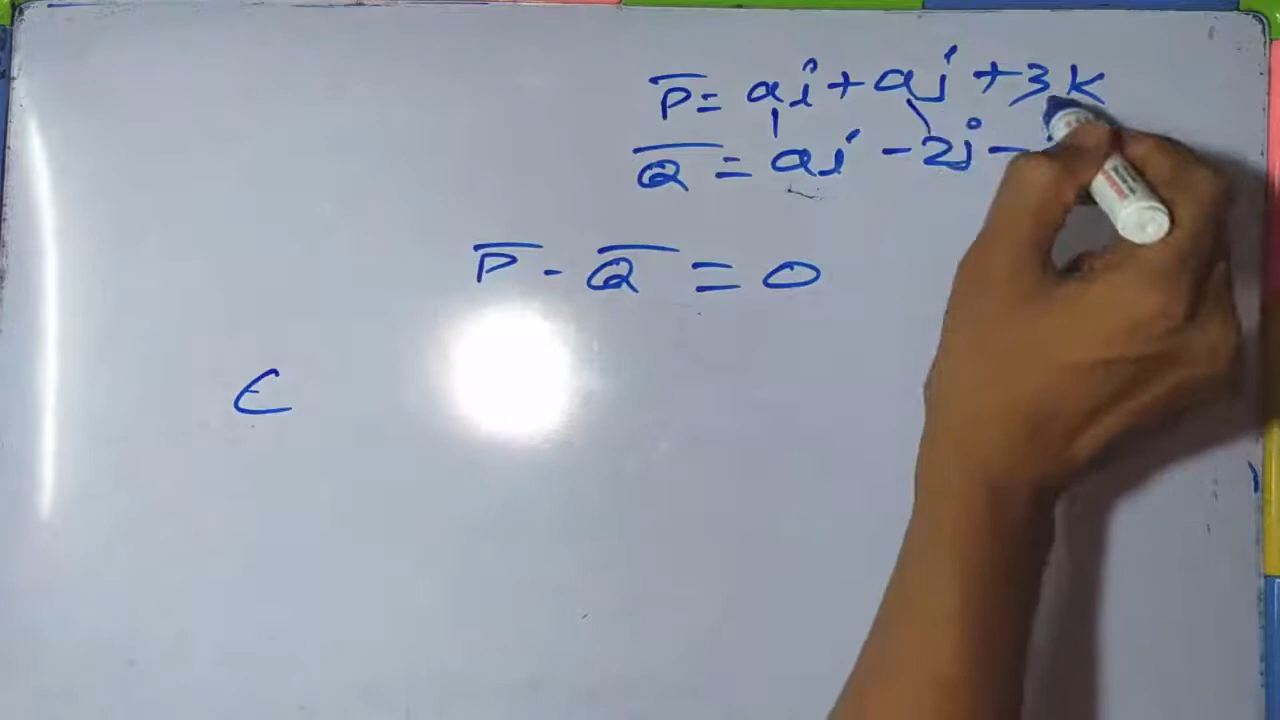 P̅ = ai + aj + 3k
Q̅ = ai - 2j -
P̅ . Q̅ = 0